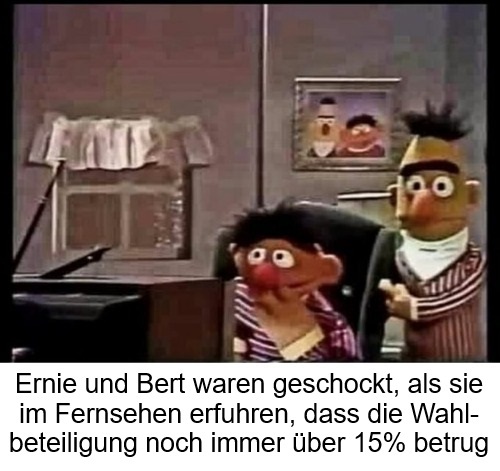 Ernie und Bert waren geschockt, als sie
im Fernsehen erfuhren, dass die Wahl-
beteiligung noch immer über 15% betrug